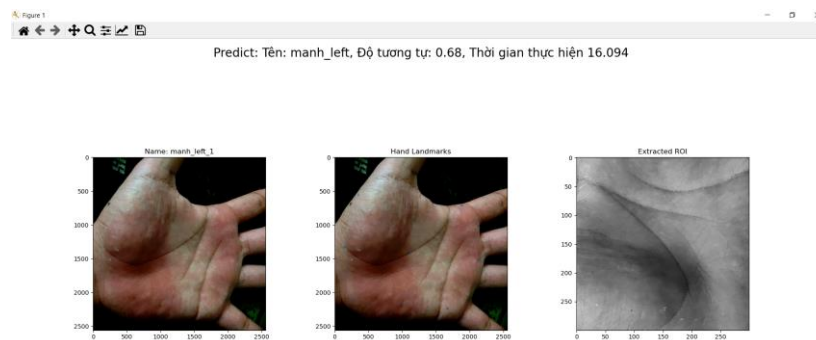 Figure 1
Predict: Tên: manh_left, Độ tương tự: 0.68, Thời gian thực hiện 16.094
Name: manh_left_1
Hand Landmarks
Extracted ROI
0
500
1000
1500
2000
2500
0 500 1000 1500 2000 2500
0
500
1000
1500
2000
2500
0 500 1000 1500 2000 2500
0
50
100
150
200
250
0 50 100 150 200 250